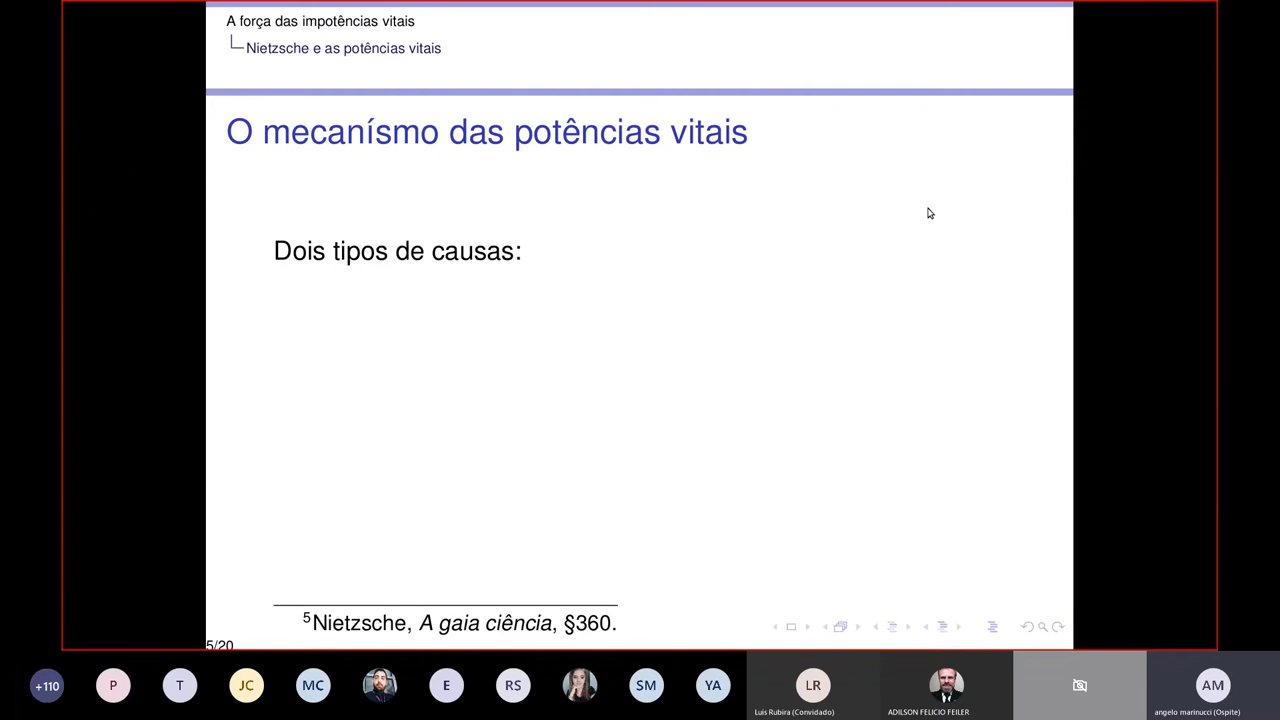 A força das impotências vitais
Nietzsche e as potências vitais
O mecanísmo das potências vitais
Dois tipos de causas:
5Nietzsche, A gaia ciência, §360.
5/20
+110
P
T
JC
MC
E
RS
SM
YA
LR
Luis Rubira (Convidado)
ADILSON FELICIO FEILER
AM
angelo marinucci (Ospite)